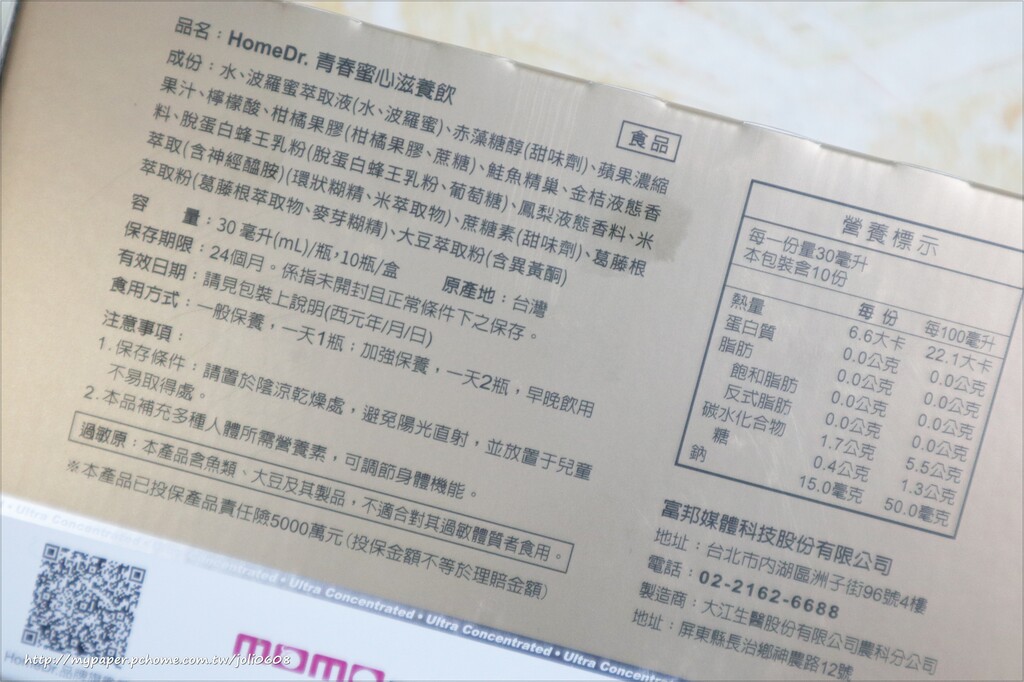 品名：HomeDr. 青春蜜心滋養飲
成份：水、波羅蜜萃取液(水、波羅蜜)、赤藻糖醇(甜味劑)、蘋果濃縮
果汁、檸檬酸、柑橘果膠(柑橘果膠、蔗糖)、鮭魚精巢、金桔液態香
料、脫蛋白蜂王乳粉(脫蛋白蜂王乳粉、葡萄糖)、鳳梨液態香料、米
萃取(含神經醯胺)(環狀糊精、米萃取物)、蔗糖素(甜味劑)、葛藤根
萃取粉(葛藤根萃取物、麥芽糊精)、大豆萃取粉(含異黃酮)
容　　量：30毫升(mL)/瓶，10瓶/盒　　原產地：台灣
保存期限：24個月。係指未開封且正常條件下之保存。
有效日期：請見包裝上說明(西元年/月/日)
食用方式：一般保養，一天1瓶；加強保養，一天2瓶，早晚飲用
注意事項：
1.保存條件：請置於陰涼乾燥處，避免陽光直射，並放置于兒童
不易取得處。
2.本品補充多種人體所需營養素，可調節身體機能。
過敏原：本產品含魚類、大豆及其製品，不適合對其過敏體質者食用。
※本產品已投保產品責任險5000萬元(投保金額不等於理賠金額)
食品
營養標示
每一份量30毫升
本包裝含10份
每份　每100毫升
熱量　6.6大卡　22.1大卡
蛋白質　0.0公克　0.0公克
脂肪　0.0公克　0.0公克
飽和脂肪　0.0公克　0.0公克
反式脂肪　0.0公克　0.0公克
碳水化合物　1.7公克　5.5公克
糖　0.4公克　1.3公克
鈉　15.0毫克　50.0毫克
富邦媒體科技股份有限公司
地址：台北市內湖區洲子街96號4樓
電話：02-2162-6688
製造商：大江生醫股份有限公司農科分公司
地址：屏東縣長治鄉神農路12號
Ultra Concentrated • Ultra Concentrated • Ultra Concentrated • Ultra Concentrated
momo
http://mypaper.pchome.com.tw/joli0608